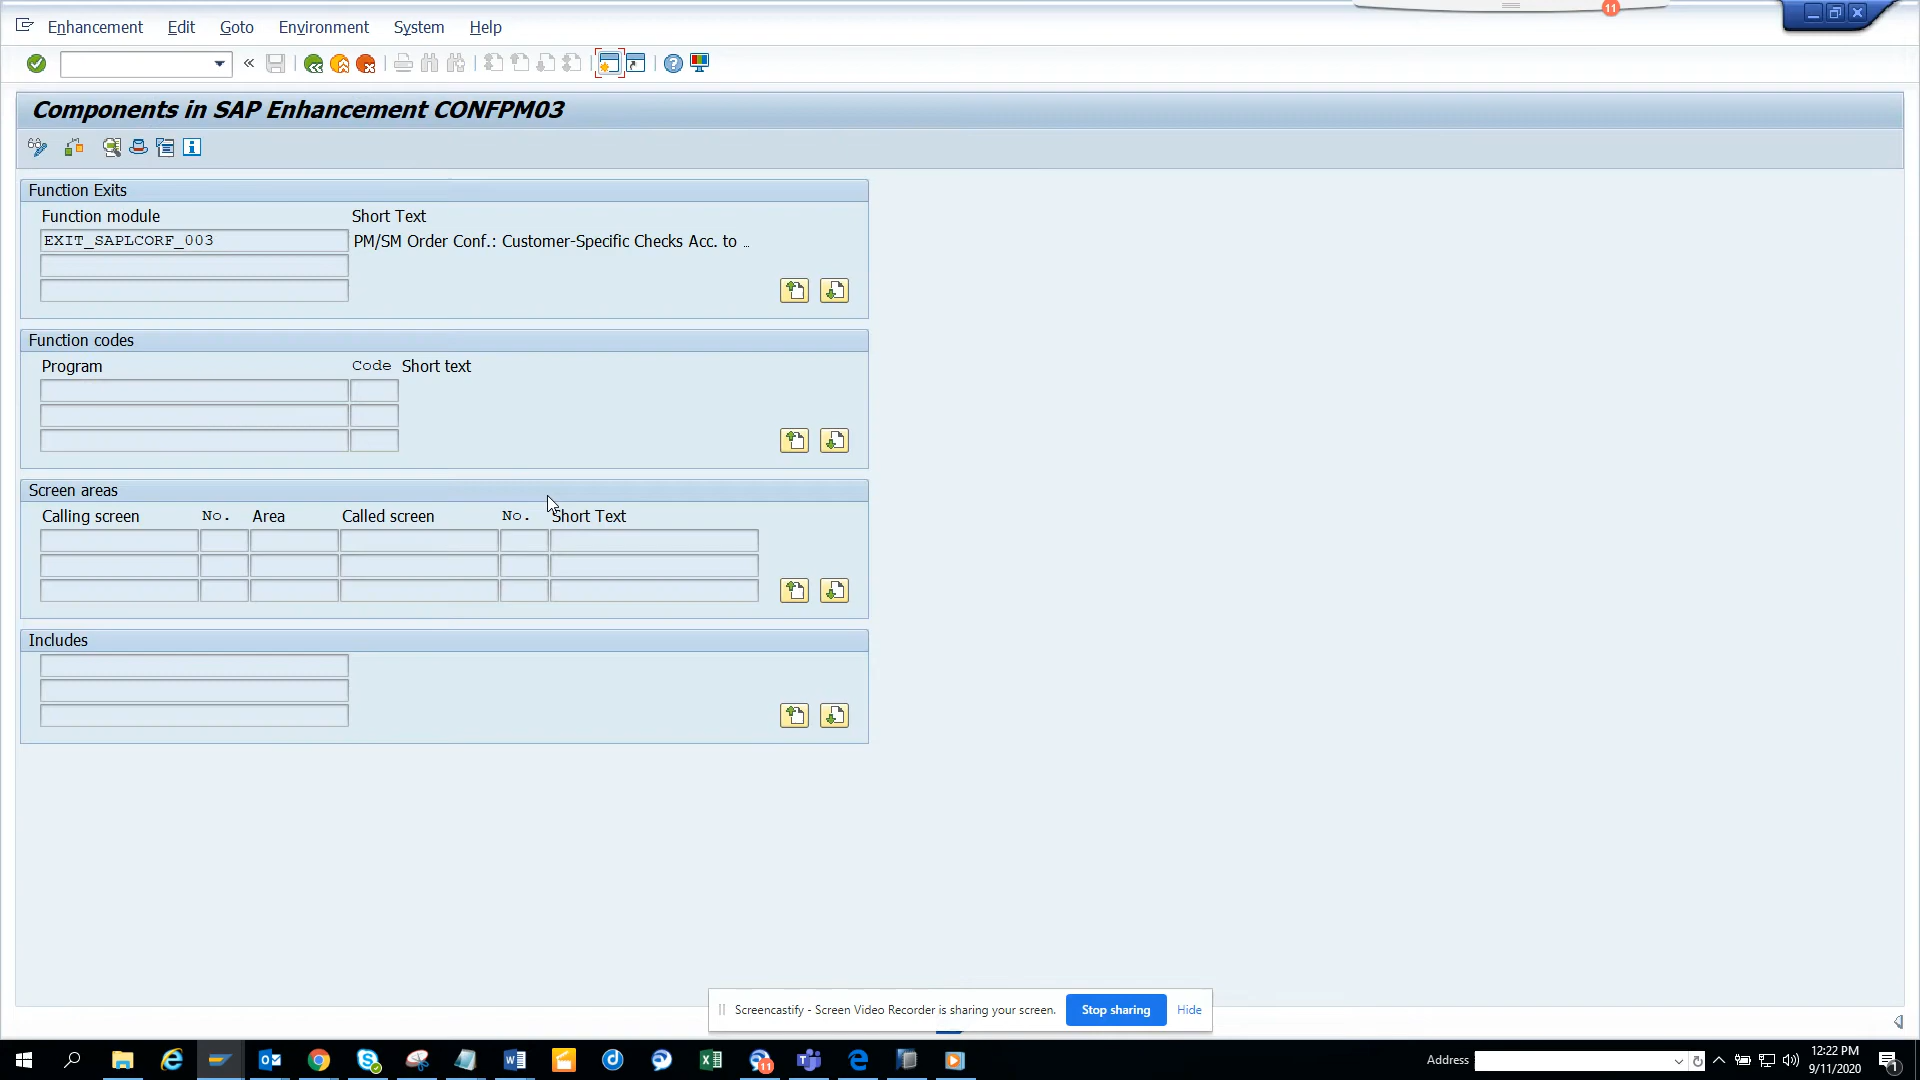 11
Enhancement Edit Goto Environment System Help
Components in SAP Enhancement CONFPM03
Function Exits
Function module Short Text
EXIT_SAPLCORF_003 PM/SM Order Conf.: Customer-Specific Checks Acc. to …
Function codes
Program Code Short text
Screen areas
Calling screen No. Area Called screen No. Short Text
Includes
|| Screencastify - Screen Video Recorder is sharing your screen. Stop sharing Hide
11
Address
12:22 PM
9/11/2020
1